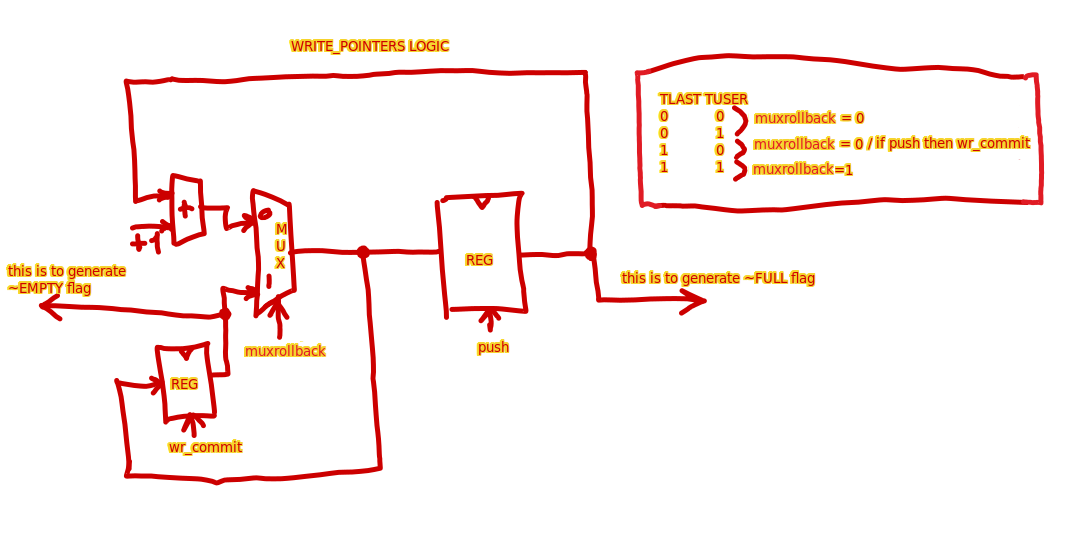 WRITE_POINTERS LOGIC
TLAST TUSER
0 0
0 1
1 0
1 1
muxrollback = 0
muxrollback = 0 / if push then wr_commit
muxrollback=1
+
+1
0
M
U
X
1
REG
this is to generate
~EMPTY flag
this is to generate ~FULL flag
muxrollback
push
REG
wr_commit